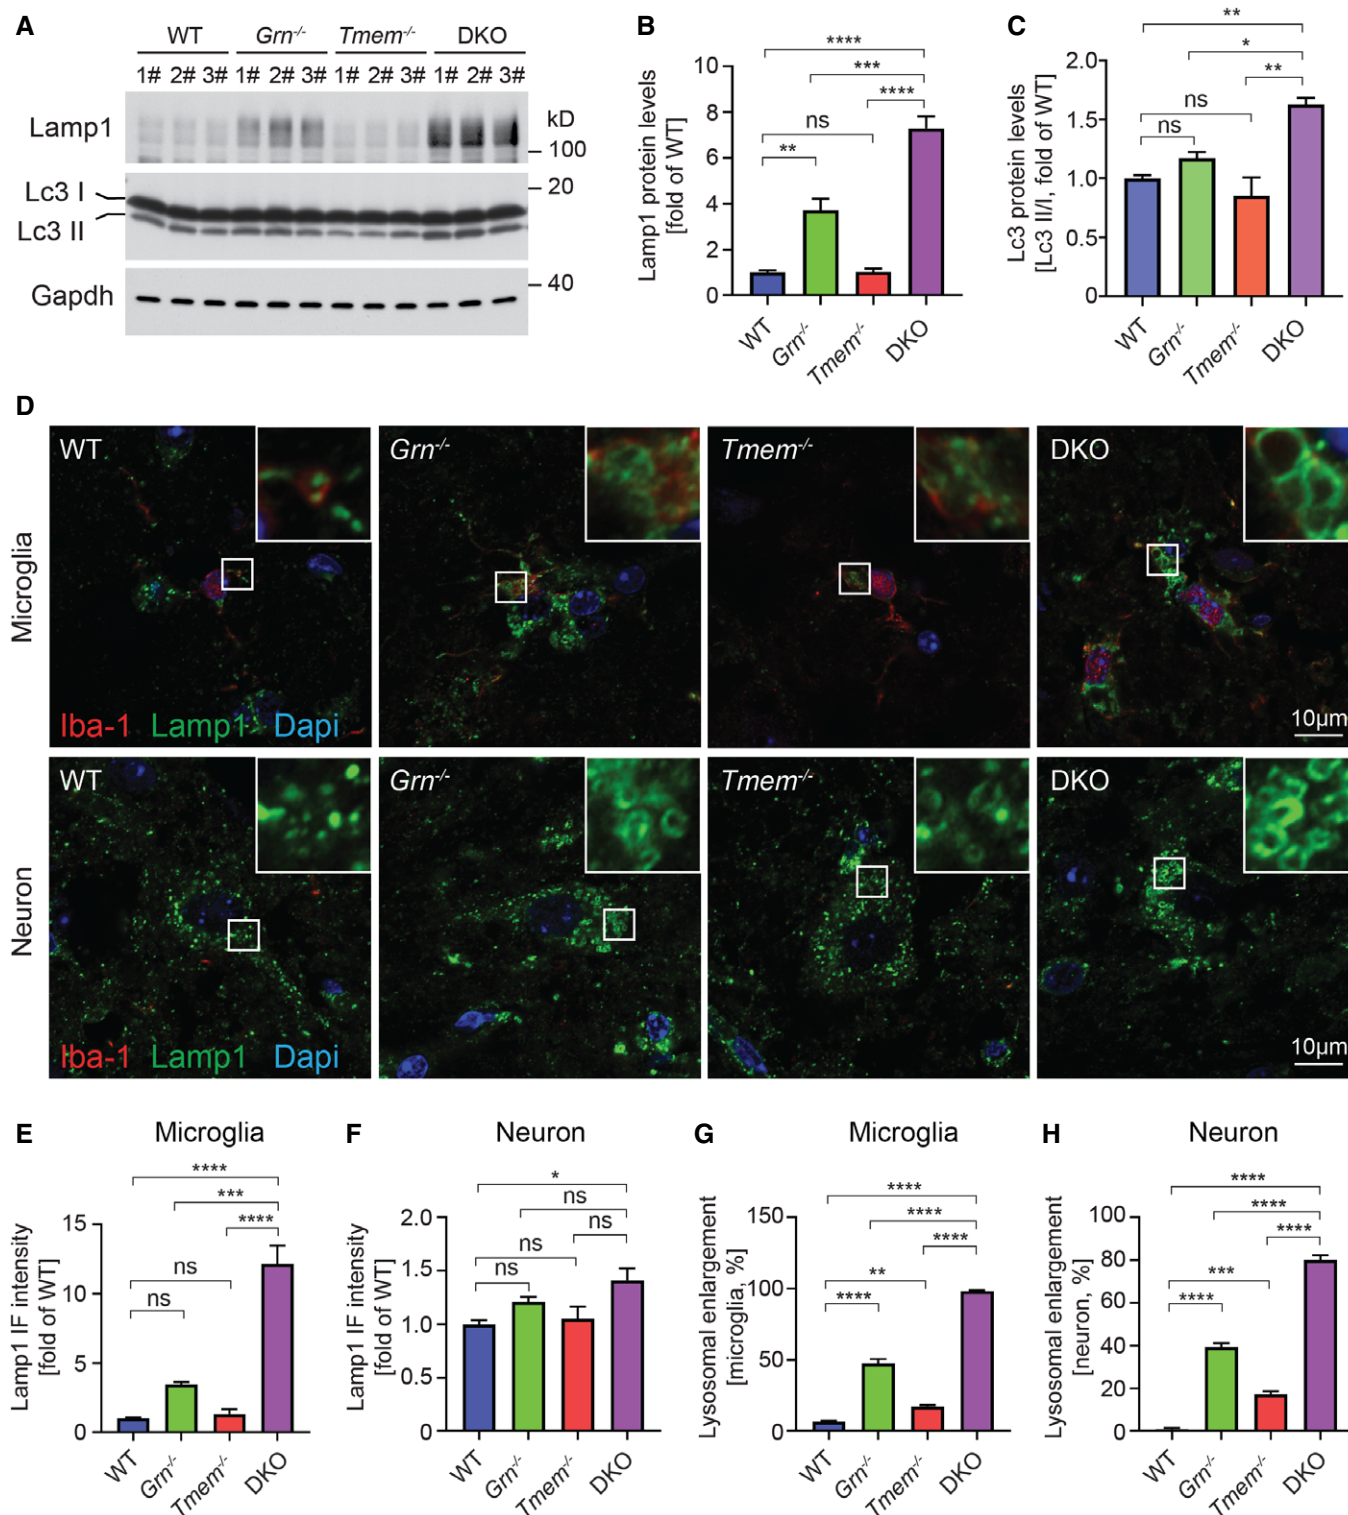 A
WT Grn-/- Tmem-/- DKO
1# 2# 3# 1# 2# 3# 1# 2# 3# 1# 2# 3#
Lamp1
kD
100
Lc3 I
20
Lc3 II
40
Gapdh
B
****
***
****
ns
**
Lamp1 protein levels
[fold of WT]
10
8
6
4
2
0
WT Grn-/- Tmem-/- DKO
C
**
*
**
ns
ns
Lc3 protein levels
[Lc3 II/I, fold of WT]
2.0
1.5
1.0
0.5
0
WT Grn-/- Tmem-/- DKO
D
Microglia
WT Grn-/- Tmem-/- DKO
Iba-1 Lamp1 Dapi
10µm
Neuron
WT Grn-/- Tmem-/- DKO
Iba-1 Lamp1 Dapi
10µm
E
Microglia
****
***
****
ns
ns
Lamp1 IF intensity
[fold of WT]
15
10
5
0
WT Grn-/- Tmem-/- DKO
F
Neuron
*
ns
ns
ns
ns
Lamp1 IF intensity
[fold of WT]
2.0
1.5
1.0
0.5
0
WT Grn-/- Tmem-/- DKO
G
Microglia
****
****
****
**
****
Lysosomal enlargement
[microglia, %]
150
100
50
0
WT Grn-/- Tmem-/- DKO
H
Neuron
****
****
****
***
****
Lysosomal enlargement
[neuron, %]
100
80
60
40
20
0
WT Grn-/- Tmem-/- DKO